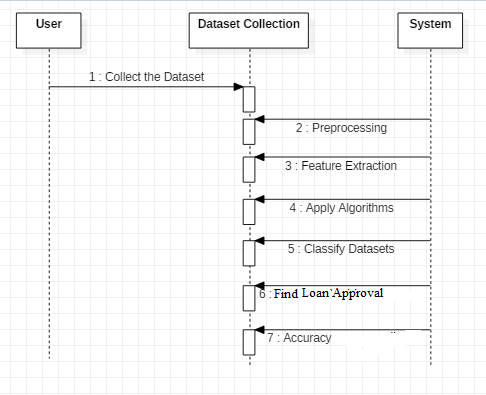 User
Dataset Collection
System
1 : Collect the Dataset
2 : Preprocessing
3 : Feature Extraction
4 : Apply Algorithms
5 : Classify Datasets
6 : Find Loan Approval
7 : Accuracy